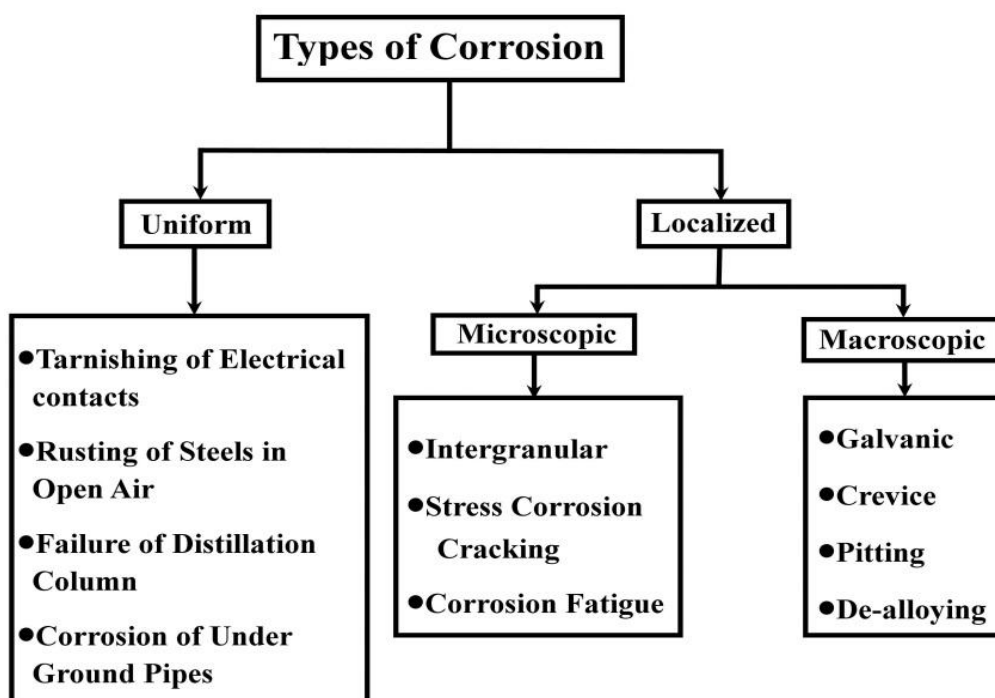 Types of Corrosion
Uniform
Localized
Microscopic
Macroscopic
●Tarnishing of Electrical
contacts
●Rusting of Steels in
Open Air
●Failure of Distillation
Column
●Corrosion of Under
Ground Pipes
●Intergranular
●Stress Corrosion
Cracking
●Corrosion Fatigue
●Galvanic
●Crevice
●Pitting
●De-alloying